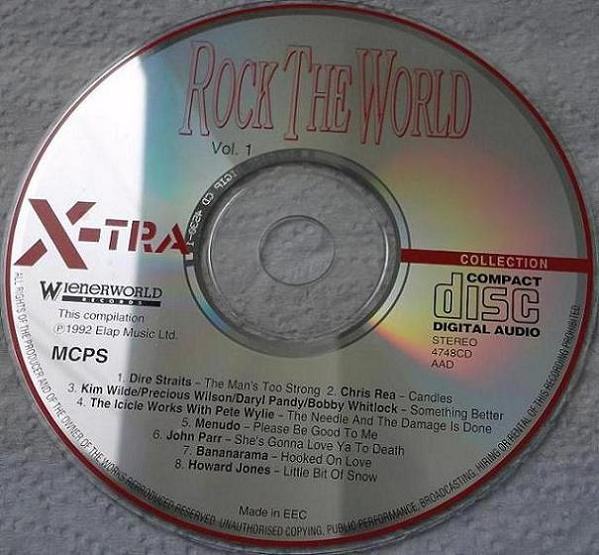 ROCK THE WORLD
Vol. 1
X-TRA
COLLECTION
WIENERWORLD
RECORDS
This compilation
℗ 1992 Elap Music Ltd.
MCPS
COMPACT
disc
DIGITAL AUDIO
STEREO
4748CD
AAD
1. Dire Straits – The Man's Too Strong 2. Chris Rea – Candles
3. Kim Wilde/Precious Wilson/Daryl Pandy/Bobby Whitlock – Something Better
4. The Icicle Works With Pete Wylie – The Needle And The Damage Is Done
5. Menudo – Please Be Good To Me
6. John Parr – She's Gonna Love Ya To Death
7. Bananarama – Hooked On Love
8. Howard Jones – Little Bit Of Snow
Made in EEC
ALL RIGHTS OF THE PRODUCER AND OF THE OWNER OF THE WORKS REPRODUCED RESERVED. UNAUTHORISED COPYING, PUBLIC PERFORMANCE, BROADCASTING, HIRING OR RENTAL OF THIS RECORDING PROHIBITED